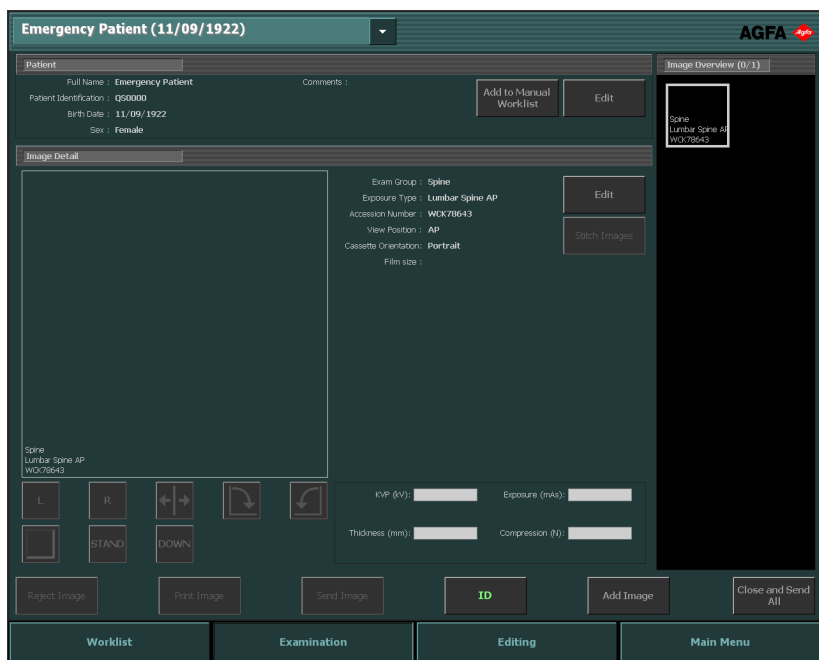 Emergency Patient (11/09/1922)
AGFA Agfa
Patient
Full Name : Emergency Patient
Comments :
Patient Identification : QS0000
Birth Date : 11/09/1922
Sex : Female
Add to Manual
Worklist
Edit
Image Overview (0/1)
Spine
Lumbar Spine AP
WCK78643
Image Detail
Spine
Lumbar Spine AP
WCK78643
Exam Group : Spine
Exposure Type : Lumbar Spine AP
Accession Number : WCK78643
View Position : AP
Cassette Orientation: Portrait
Film size :
Edit
Stitch Images
L
R
STAND
DOWN
KVP (kV):
Exposure (mAs):
Thickness (mm):
Compression (N):
Reject Image
Print Image
Send Image
ID
Add Image
Close and Send
All
Worklist
Examination
Editing
Main Menu